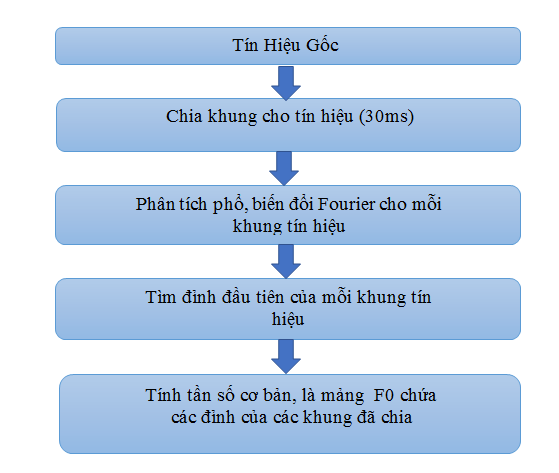 Tín Hiệu Gốc
Chia khung cho tín hiệu (30ms)
Phân tích phổ, biến đổi Fourier cho mỗi
khung tín hiệu
Tìm đỉnh đầu tiên của mỗi khung tín
hiệu
Tính tần số cơ bản, là mảng F0 chứa
các đỉnh của các khung đã chia